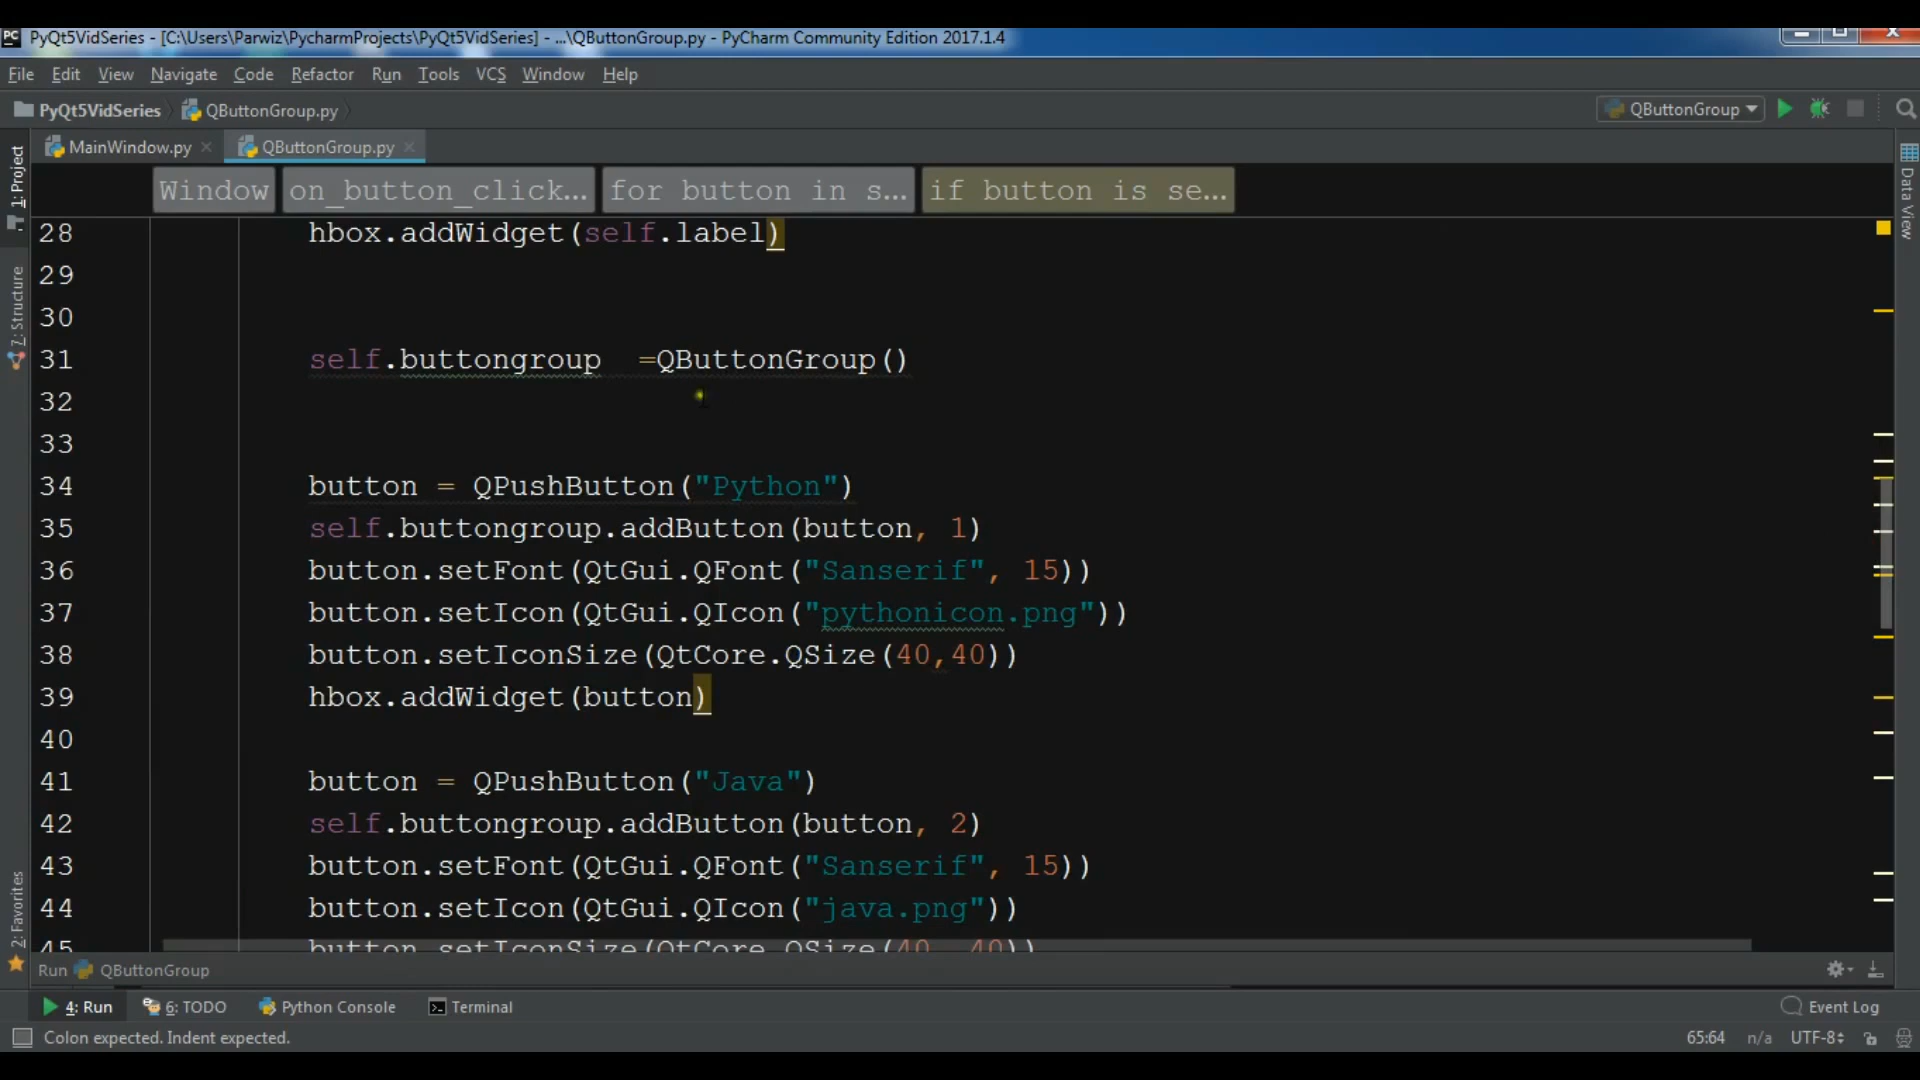 PyQt5VidSeries - [C:\Users\Parwiz\PycharmProjects\PyQt5VidSeries] - ...\QButtonGroup.py - PyCharm Community Edition 2017.1.4
File Edit View Navigate Code Refactor Run Tools VCS Window Help
PyQt5VidSeries QButtonGroup.py QButtonGroup
MainWindow.py QButtonGroup.py
Window on_button_click... for button in s... if button is se...
1: Project
7: Structure
2: Favorites
Data View
28 hbox.addWidget(self.label)
29
30
31 self.buttongroup  =QButtonGroup()
32
33
34 button = QPushButton("Python")
35 self.buttongroup.addButton(button, 1)
36 button.setFont(QtGui.QFont("Sanserif", 15))
37 button.setIcon(QtGui.QIcon("pythonicon.png"))
38 button.setIconSize(QtCore.QSize(40,40))
39 hbox.addWidget(button)
40
41 button = QPushButton("Java")
42 self.buttongroup.addButton(button, 2)
43 button.setFont(QtGui.QFont("Sanserif", 15))
44 button.setIcon(QtGui.QIcon("java.png"))
45 button.setIconSize(QtCore.QSize(40, 40))
Run QButtonGroup
4: Run 6: TODO Python Console Terminal Event Log
Colon expected. Indent expected. 65:64 n/a UTF-8